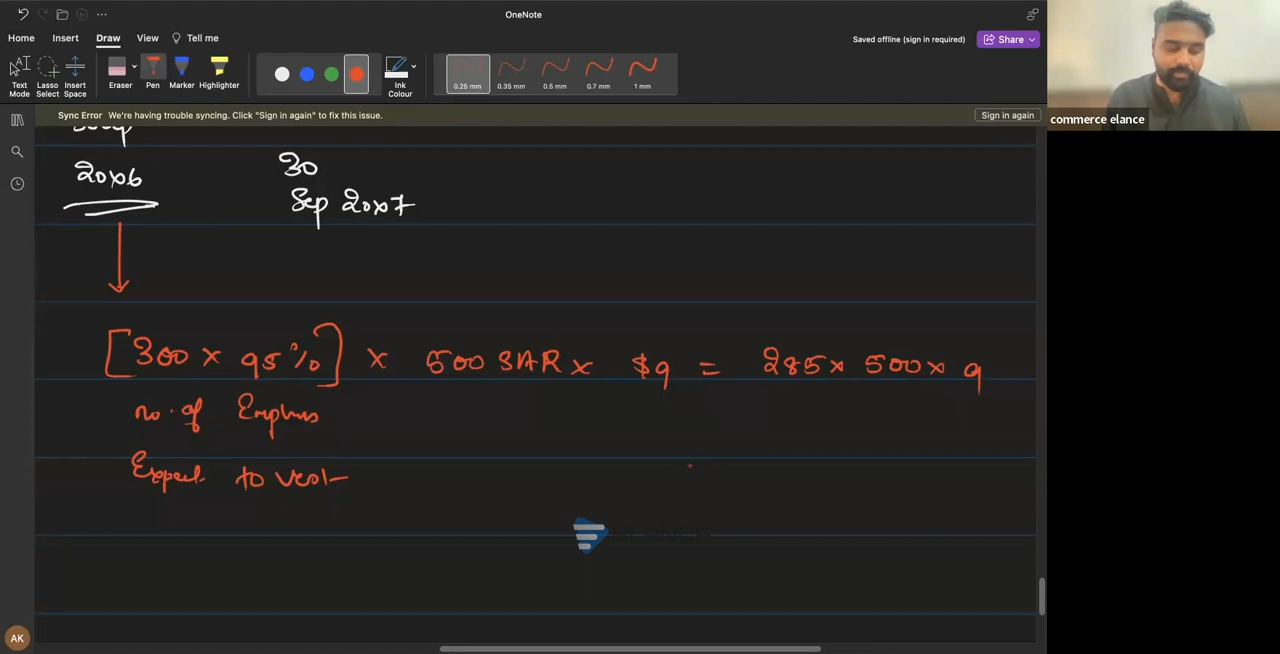 OneNote
Home Insert Draw View Tell me
Saved offline (sign in required) Share
Text Mode Lasso Select Insert Space Eraser Pen Marker Highlighter Ink Colour 0.25 mm 0.35 mm 0.5 mm 0.7 mm 1 mm
Sync Error We're having trouble syncing. Click "Sign in again" to fix this issue. Sign in again
commerce elance
20x6 30
Sep 20x7
[300 x 95%] x 500 SAR x $9 = 285 x 500 x 9
no. of
Expect to vest
ELANCE
AK